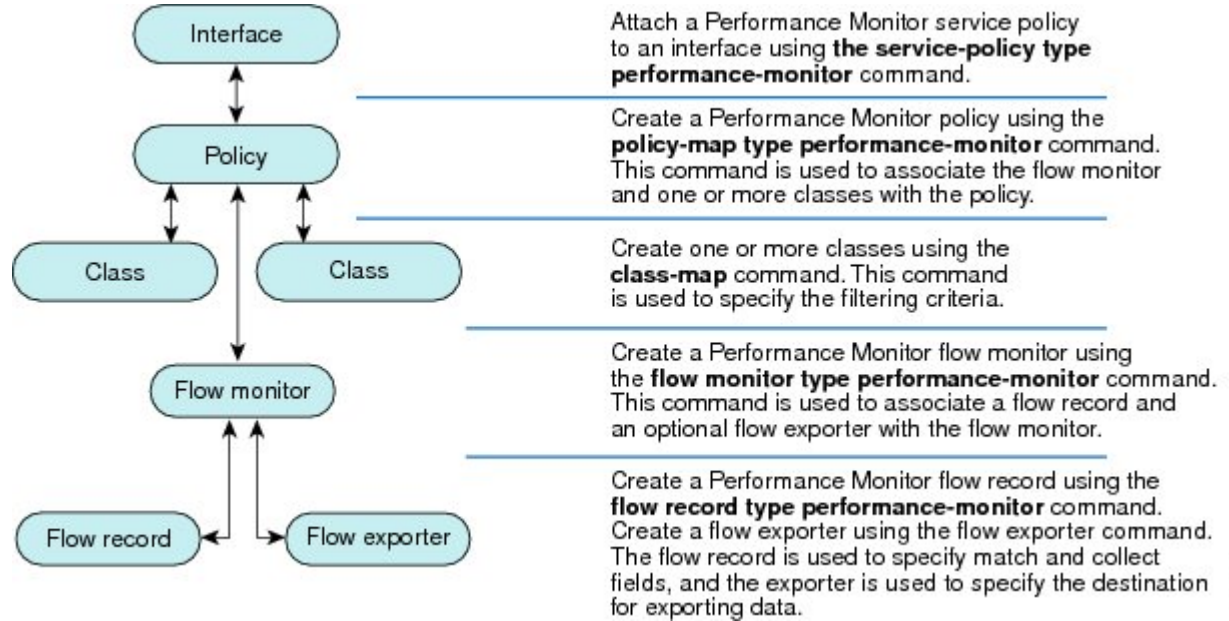 Interface
Attach a Performance Monitor service policy
to an interface using the service-policy type
performance-monitor command.
Policy
Create a Performance Monitor policy using the
policy-map type performance-monitor command.
This command is used to associate the flow monitor
and one or more classes with the policy.
Class
Class
Create one or more classes using the
class-map command. This command
is used to specify the filtering criteria.
Flow monitor
Create a Performance Monitor flow monitor using
the flow monitor type performance-monitor command.
This command is used to associate a flow record and
an optional flow exporter with the flow monitor.
Flow record
Flow exporter
Create a Performance Monitor flow record using the
flow record type performance-monitor command.
Create a flow exporter using the flow exporter command.
The flow record is used to specify match and collect
fields, and the exporter is used to specify the destination
for exporting data.